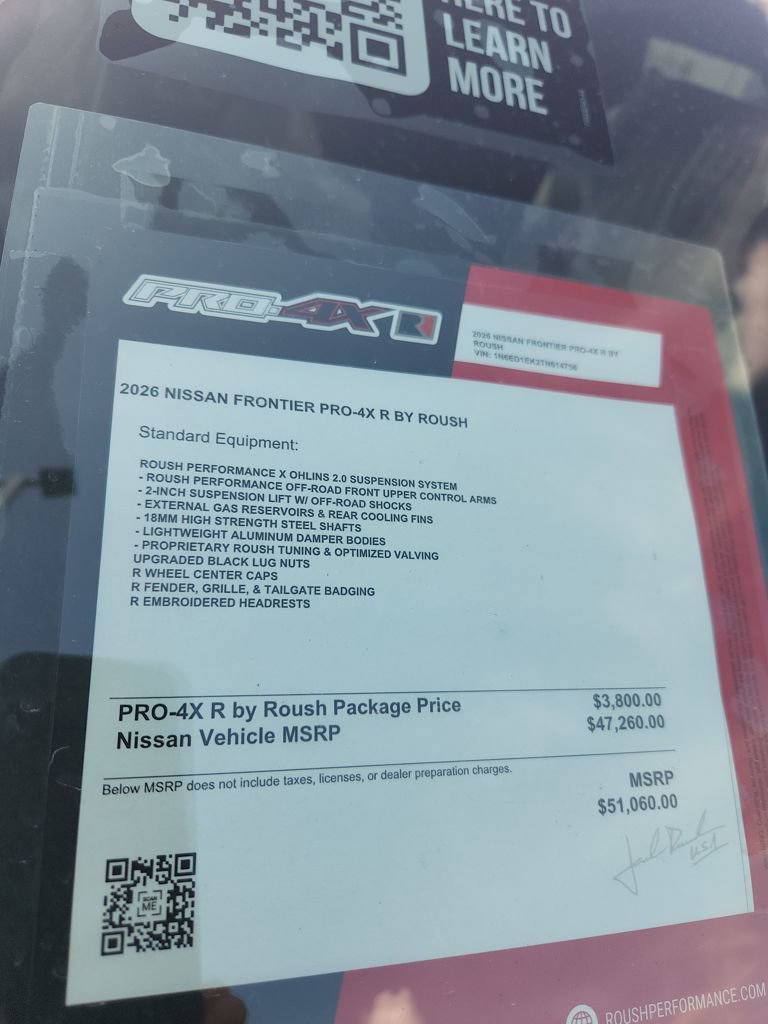 HERE TO
LEARN
MORE
PRO-4X R
2026 NISSAN FRONTIER PRO-4X R BY
ROUSH
VIN: 1N6ED1EK2TN614756
2026 NISSAN FRONTIER PRO-4X R BY ROUSH
Standard Equipment:
ROUSH PERFORMANCE X OHLINS 2.0 SUSPENSION SYSTEM
- ROUSH PERFORMANCE OFF-ROAD FRONT UPPER CONTROL ARMS
- 2-INCH SUSPENSION LIFT W/ OFF-ROAD SHOCKS
- EXTERNAL GAS RESERVOIRS & REAR COOLING FINS
- 18MM HIGH STRENGTH STEEL SHAFTS
- LIGHTWEIGHT ALUMINUM DAMPER BODIES
- PROPRIETARY ROUSH TUNING & OPTIMIZED VALVING
UPGRADED BLACK LUG NUTS
R WHEEL CENTER CAPS
R FENDER, GRILLE, & TAILGATE BADGING
R EMBROIDERED HEADRESTS
PRO-4X R by Roush Package Price $3,800.00
Nissan Vehicle MSRP $47,260.00
Below MSRP does not include taxes, licenses, or dealer preparation charges.
MSRP
$51,060.00
SCAN
ME
ROUSHPERFORMANCE.COM